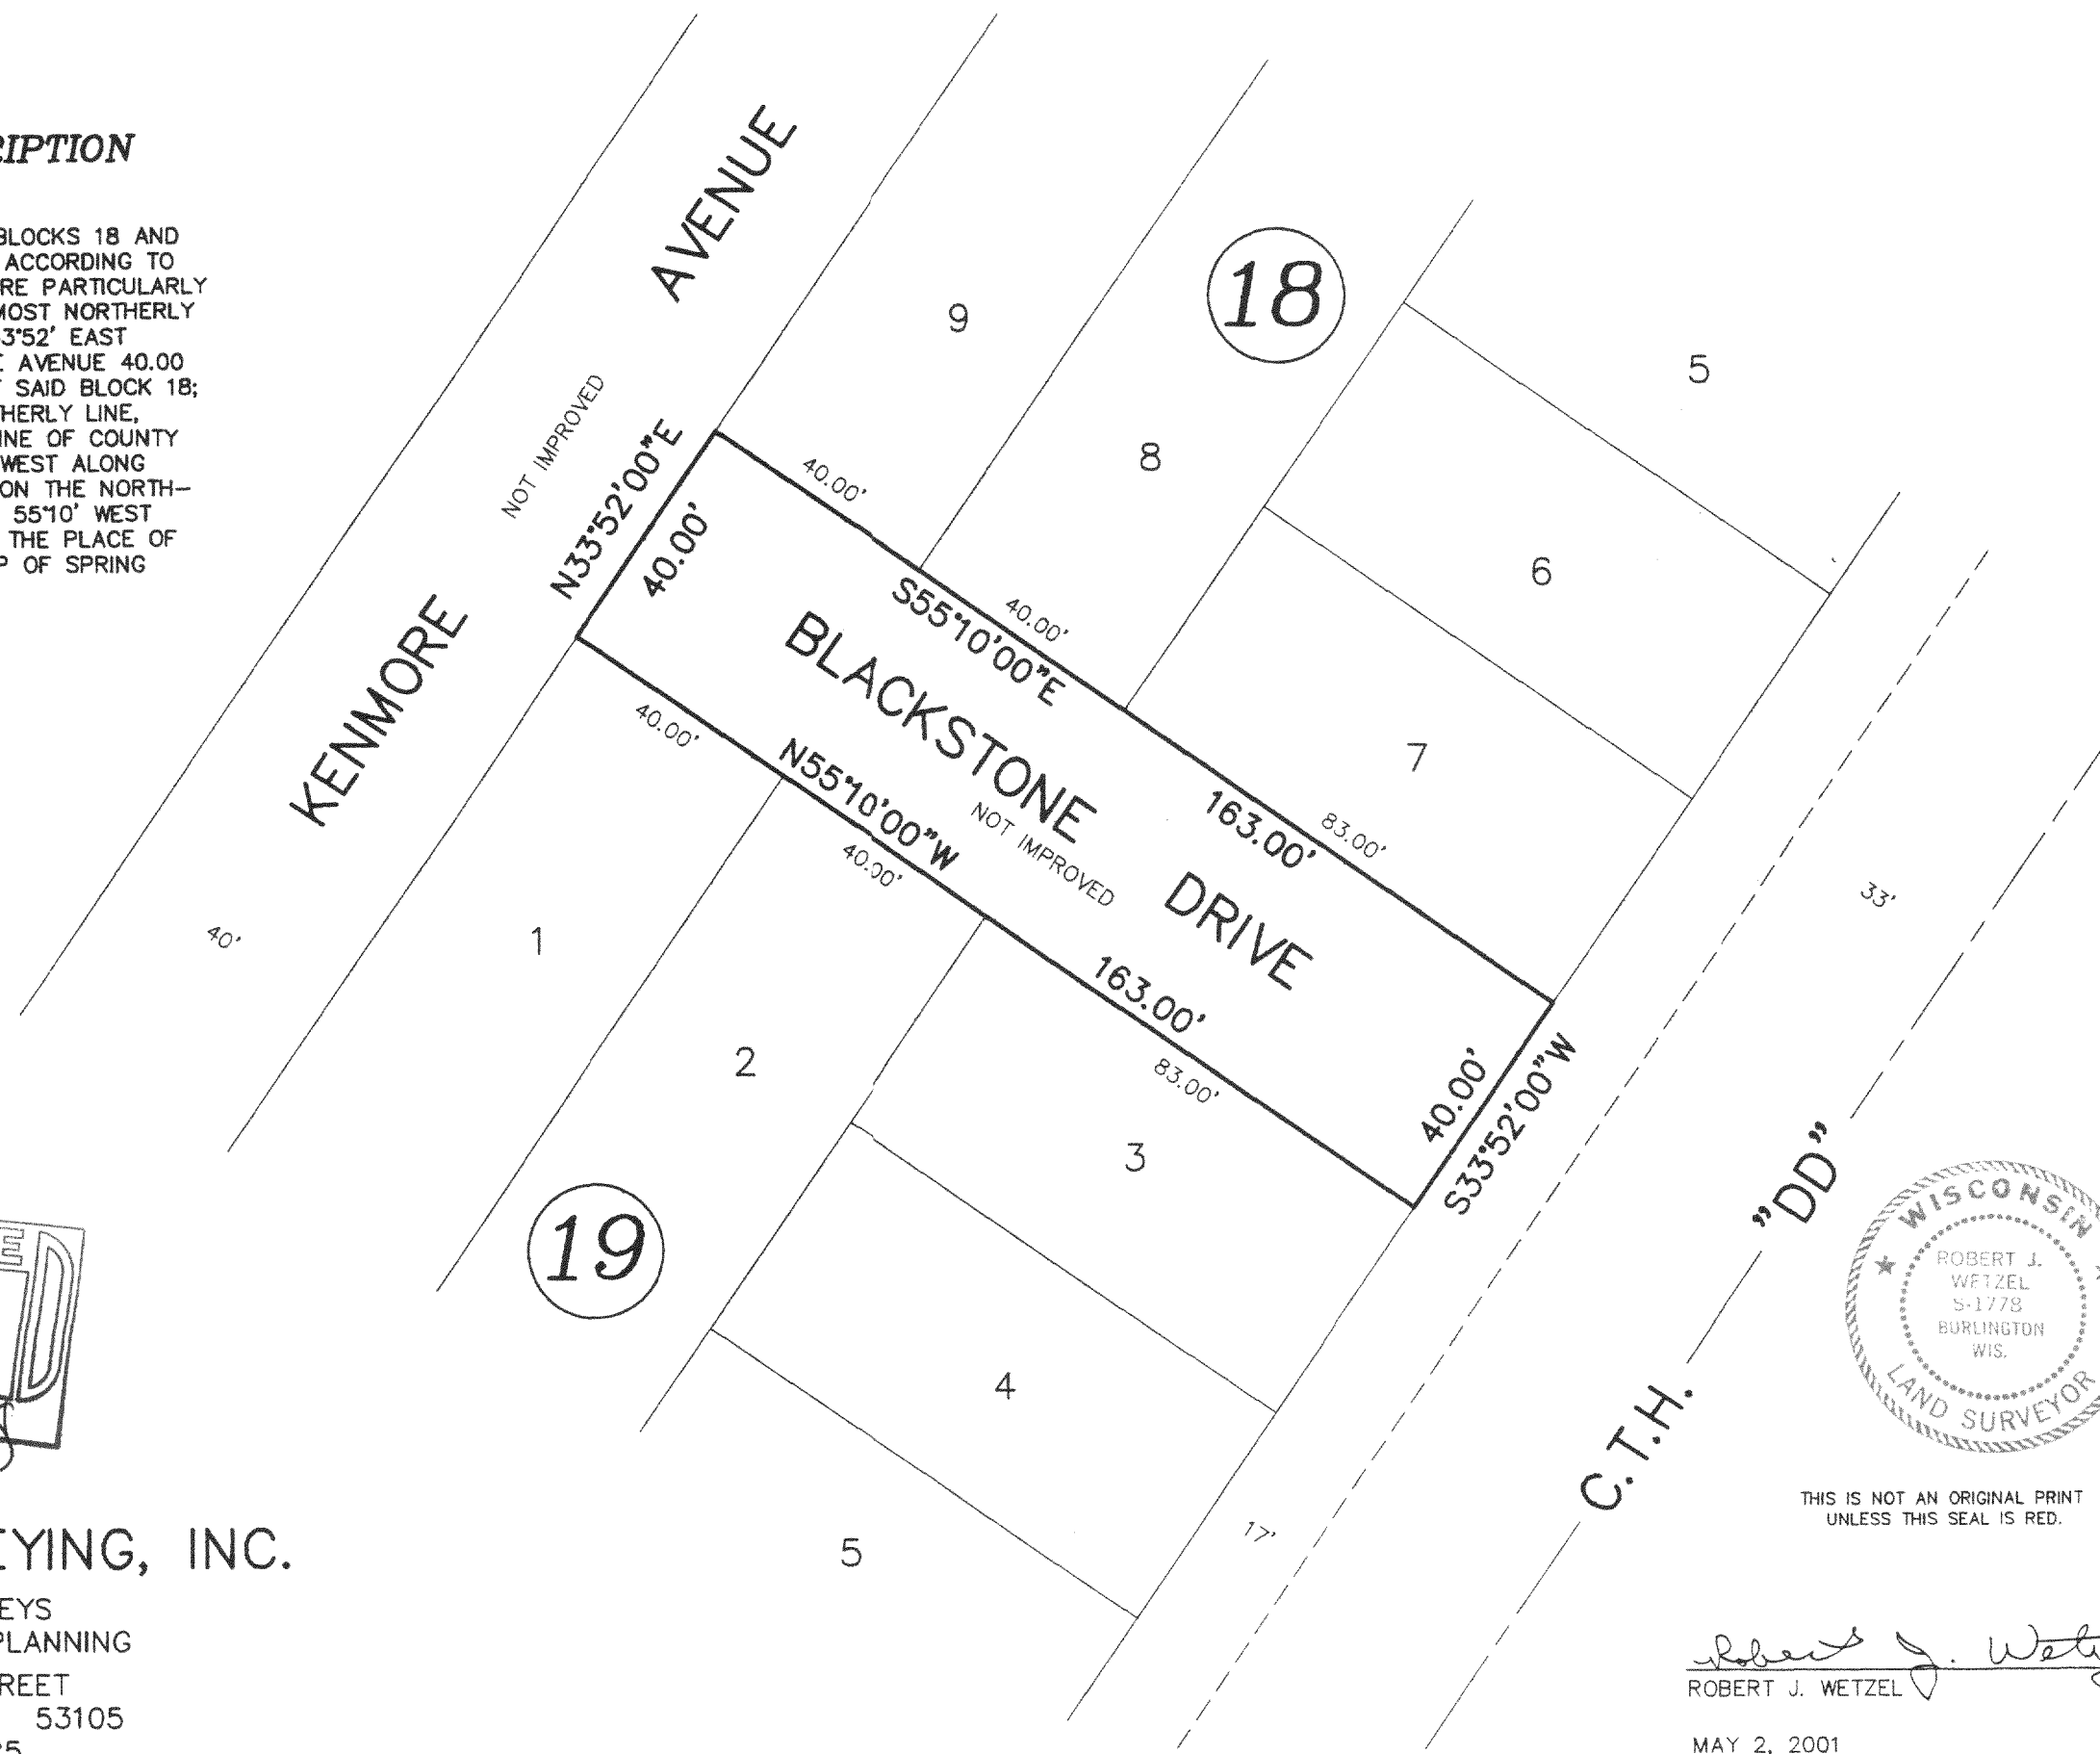 RIPTION
BLOCKS 18 AND
ACCORDING TO
RE PARTICULARLY
MOST NORTHERLY
3°52' EAST
E AVENUE 40.00
SAID BLOCK 18;
THERLY LINE,
INE OF COUNTY
WEST ALONG
ON THE NORTH-
55°10' WEST
THE PLACE OF
P OF SPRING
KENMORE AVENUE
NOT IMPROVED
40'
N33°52'00"E
40.00'
9
18
8
5
6
7
40.00'
S55°10'00"E
40.00'
163.00'
83.00'
BLACKSTONE DRIVE
NOT IMPROVED
40.00'
N55°10'00"W
40.00'
163.00'
83.00'
40.00'
S33°52'00"W
1
2
3
19
4
5
33'
17'
C.T.H. "DD"
WISCONSIN
ROBERT J.
WETZEL
S-1778
BURLINGTON
WIS.
LAND SURVEYOR
THIS IS NOT AN ORIGINAL PRINT
UNLESS THIS SEAL IS RED.
Robert J. Wetz
ROBERT J. WETZEL
MAY 2, 2001
E
D
EYING, INC.
EYS
PLANNING
REET
53105